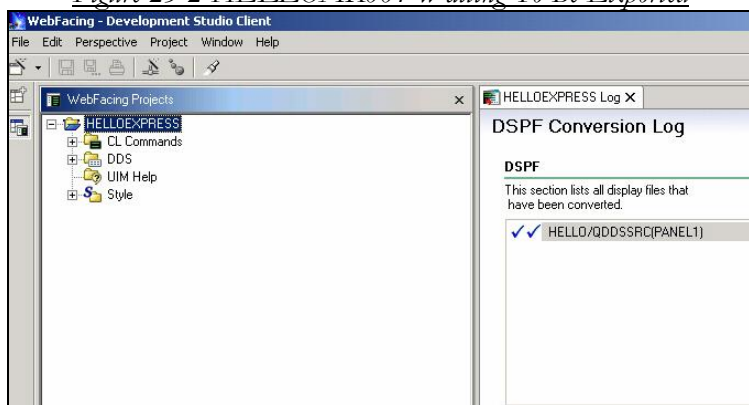 WebFacing - Development Studio Client
File Edit Perspective Project Window Help
WebFacing Projects
HELLOEXPRESS
CL Commands
DDS
UIM Help
Style
HELLOEXPRESS Log
DSPF Conversion Log
DSPF
This section lists all display files that
have been converted.
HELLO/QDDSSRC(PANEL1)